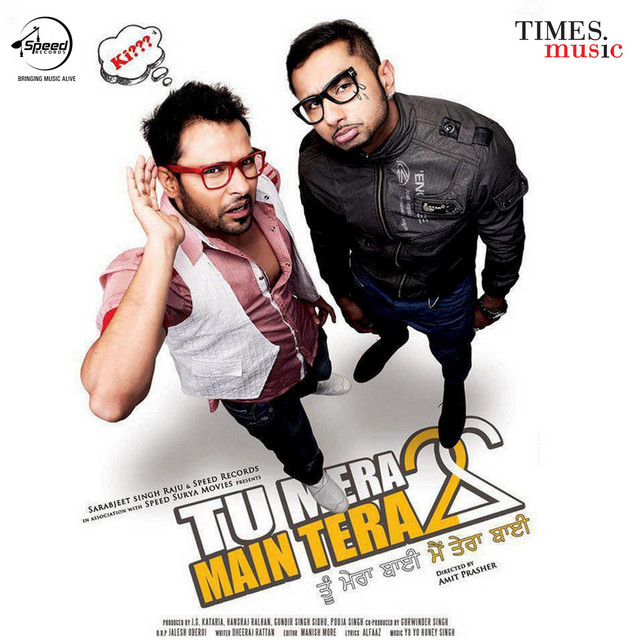 Speed
RECORDS
BRINGING MUSIC ALIVE
Ki???
TIMES.
music
SARABJEET SINGH RAJU & SPEED RECORDS
IN ASSOCIATION WITH SPEED SURYA MOVIES PRESENTS
TU MERA 22
MAIN TERA 22
ਤੂੰ ਮੇਰਾ ਬਾਈ ਮੈਂ ਤੇਰਾ ਬਾਈ
DIRECTED BY
AMIT PRASHER
PRODUCED BY J.S. KATARIA, HANSRAJ RALHAN, GUNBIR SINGH SIDHU, POOJA SINGH CO-PRODUCED BY GURWINDER SINGH
D.O.P JALESH OBEROI WRITER DHEERAJ RATTAN EDITOR MANISH MORE LYRICS ALFAAZ MUSIC YO YO HONEY SINGH